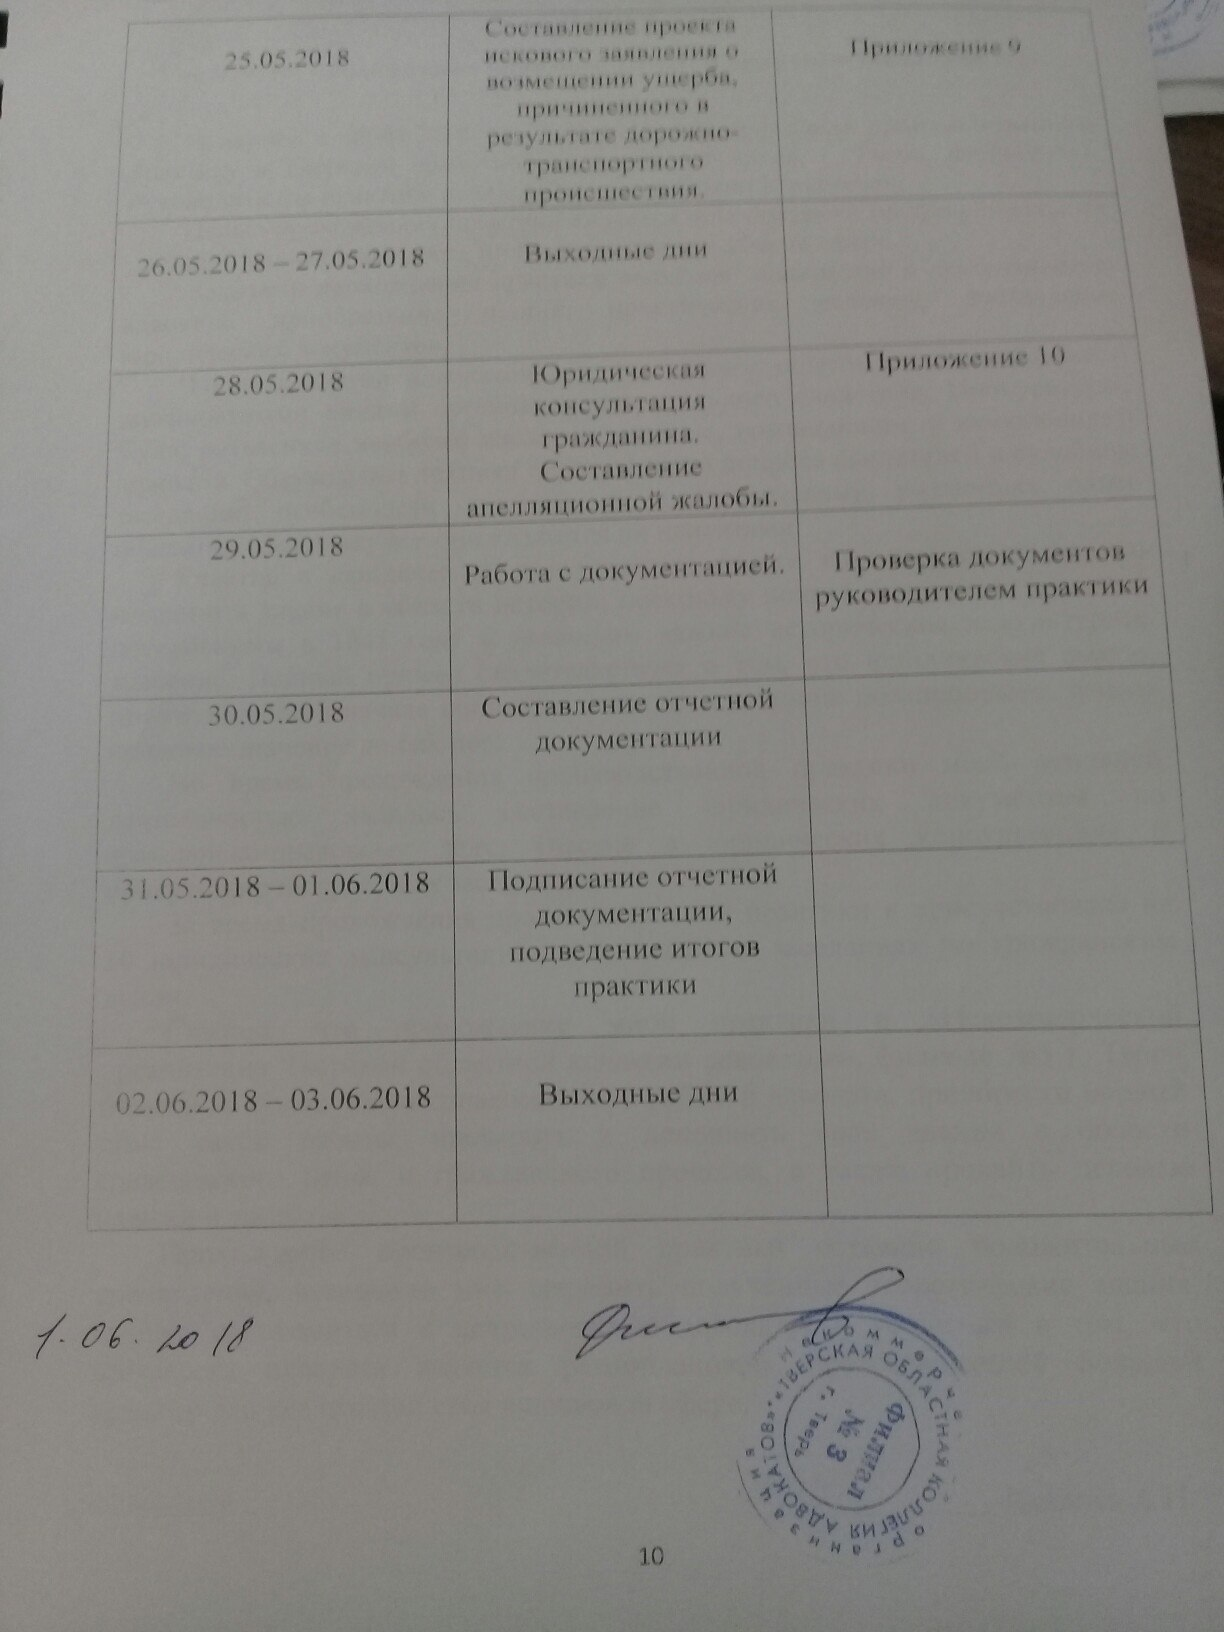 25.05.2018
Составление проекта
искового заявления о
возмещении ущерба,
причиненного в
результате дорожно-
транспортного
происшествия.
Приложение 9
26.05.2018 – 27.05.2018
Выходные дни
28.05.2018
Юридическая
консультация
гражданина.
Составление
апелляционной жалобы.
Приложение 10
29.05.2018
Работа с документацией.
Проверка документов
руководителем практики
30.05.2018
Составление отчетной
документации
31.05.2018 – 01.06.2018
Подписание отчетной
документации,
подведение итогов
практики
02.06.2018 – 03.06.2018
Выходные дни
1.06.2018
«ТВЕРСКАЯ ОБЛАСТНАЯ КОЛЛЕГИЯ АДВОКАТОВ»
г. Тверь
Филиал
№ 3
организация
10